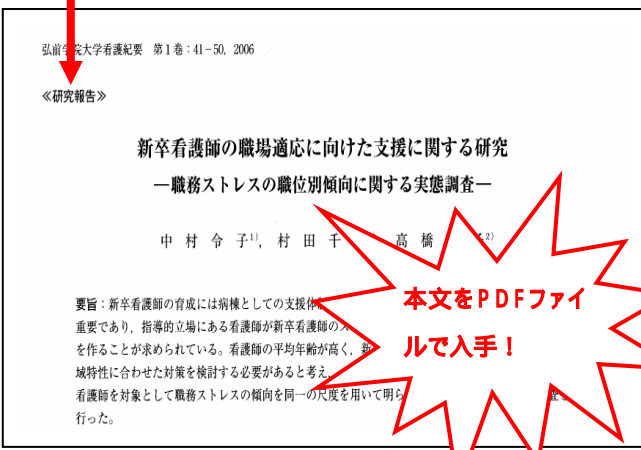 弘前学院大学看護紀要 第1巻:41-50, 2006
≪研究報告≫
新卒看護師の職場適応に向けた支援に関する研究
―職務ストレスの職位別傾向に関する実態調査―
中 村 令 子1), 村 田 千 高 橋 2)
要旨:新卒看護師の育成には病棟としての支援体
重要であり,指導的立場にある看護師が新卒看護師の
を作ることが求められている。看護師の平均年齢が高く,新
域特性に合わせた対策を検討する必要があると考え,
看護師を対象として職務ストレスの傾向を同一の尺度を用いて明ら
行った。
本文をPDFファイ
ルで入手!